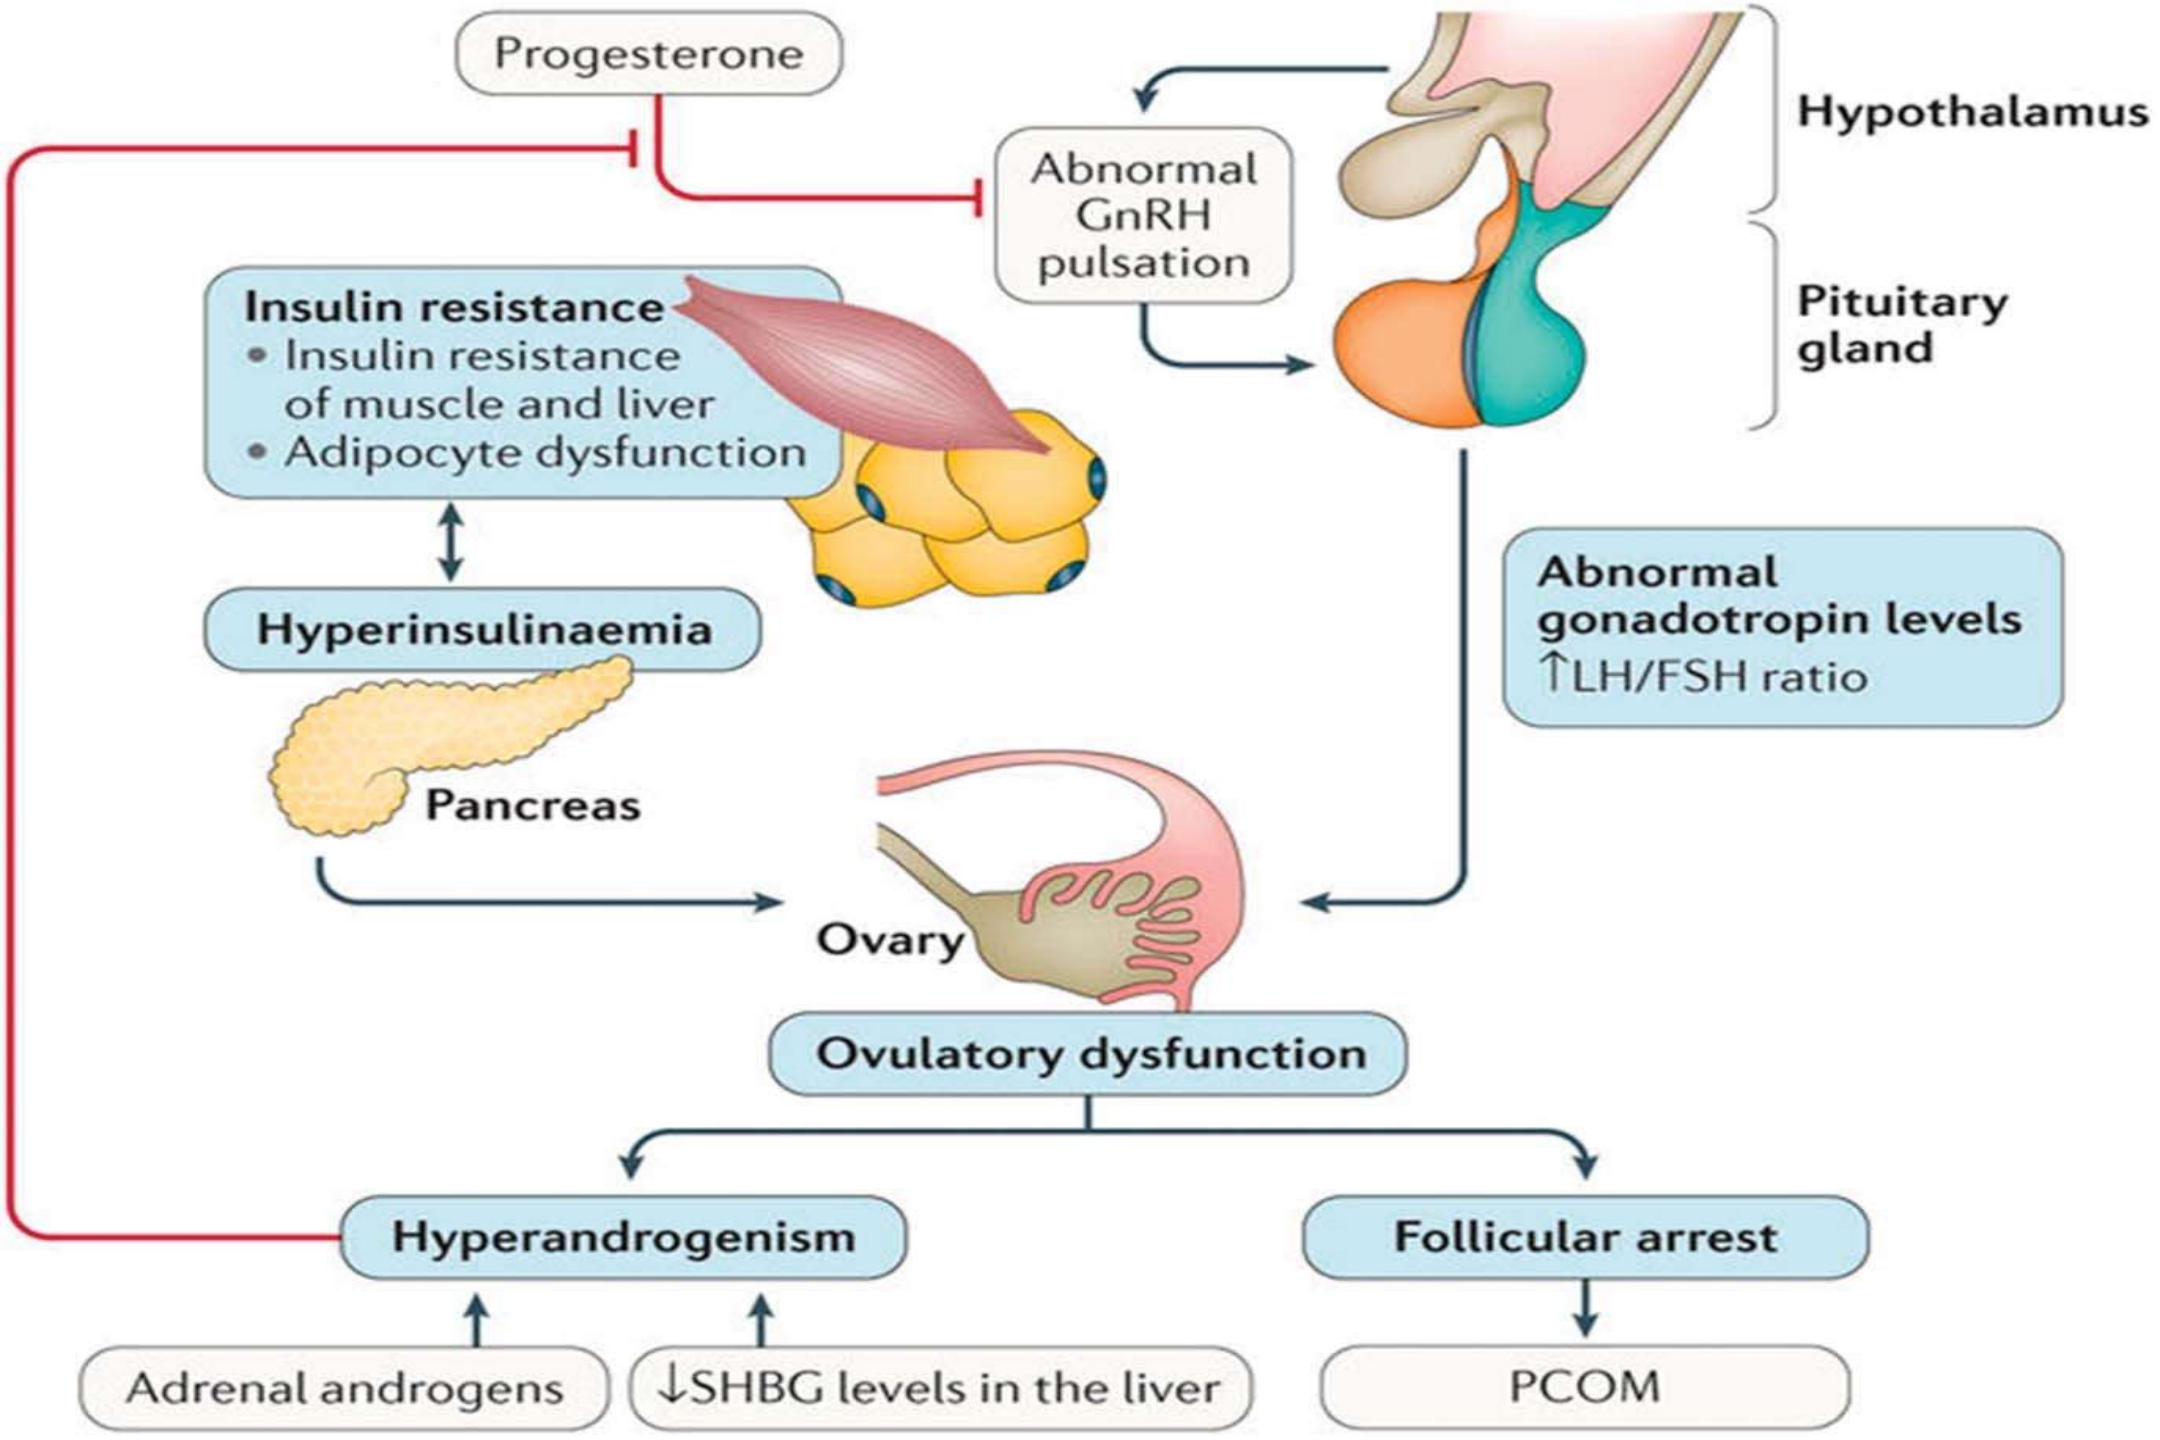 Progesterone
Hypothalamus
Abnormal
GnRH
pulsation
Pituitary
gland
Insulin resistance
• Insulin resistance
of muscle and liver
• Adipocyte dysfunction
Hyperinsulinaemia
Abnormal
gonadotropin levels
↑LH/FSH ratio
Pancreas
Ovary
Ovulatory dysfunction
Hyperandrogenism
Follicular arrest
Adrenal androgens
↓SHBG levels in the liver
PCOM